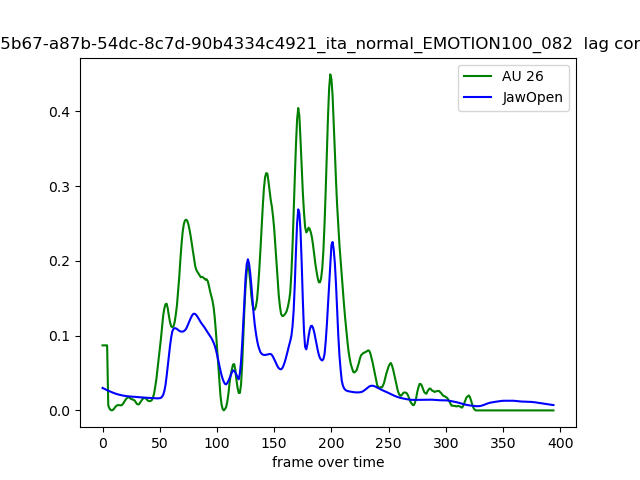 5b67-a87b-54dc-8c7d-90b4334c4921_ita_normal_EMOTION100_082  lag cor
AU 26
JawOpen
0.4
0.3
0.2
0.1
0.0
0 50 100 150 200 250 300 350 400
frame over time